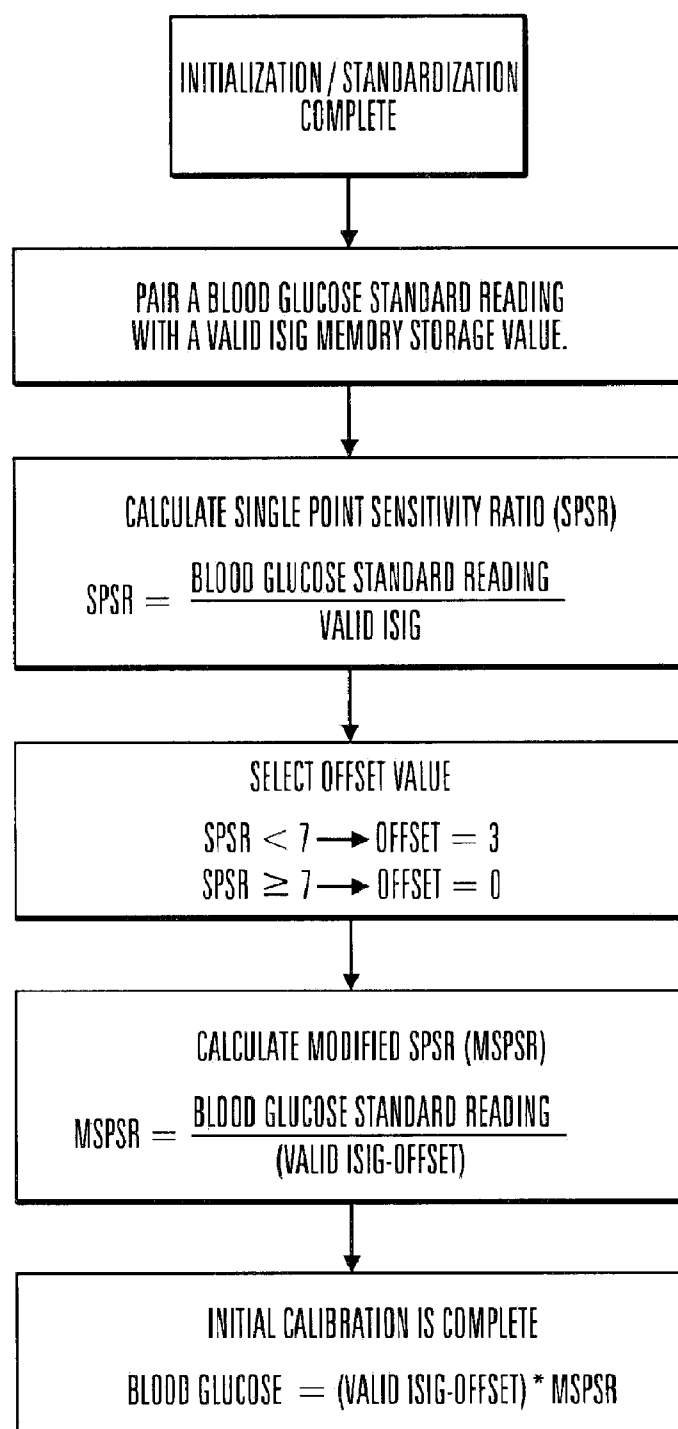 INITIALIZATION / STANDARDIZATION
COMPLETE
PAIR A BLOOD GLUCOSE STANDARD READING
WITH A VALID ISIG MEMORY STORAGE VALUE.
CALCULATE SINGLE POINT SENSITIVITY RATIO (SPSR)
SPSR = BLOOD GLUCOSE STANDARD READING
VALID ISIG
SELECT OFFSET VALUE
SPSR < 7 → OFFSET = 3
SPSR ≥ 7 → OFFSET = 0
CALCULATE MODIFIED SPSR (MSPSR)
MSPSR = BLOOD GLUCOSE STANDARD READING
(VALID ISIG-OFFSET)
INITIAL CALIBRATION IS COMPLETE
BLOOD GLUCOSE = (VALID ISIG-OFFSET) * MSPSR